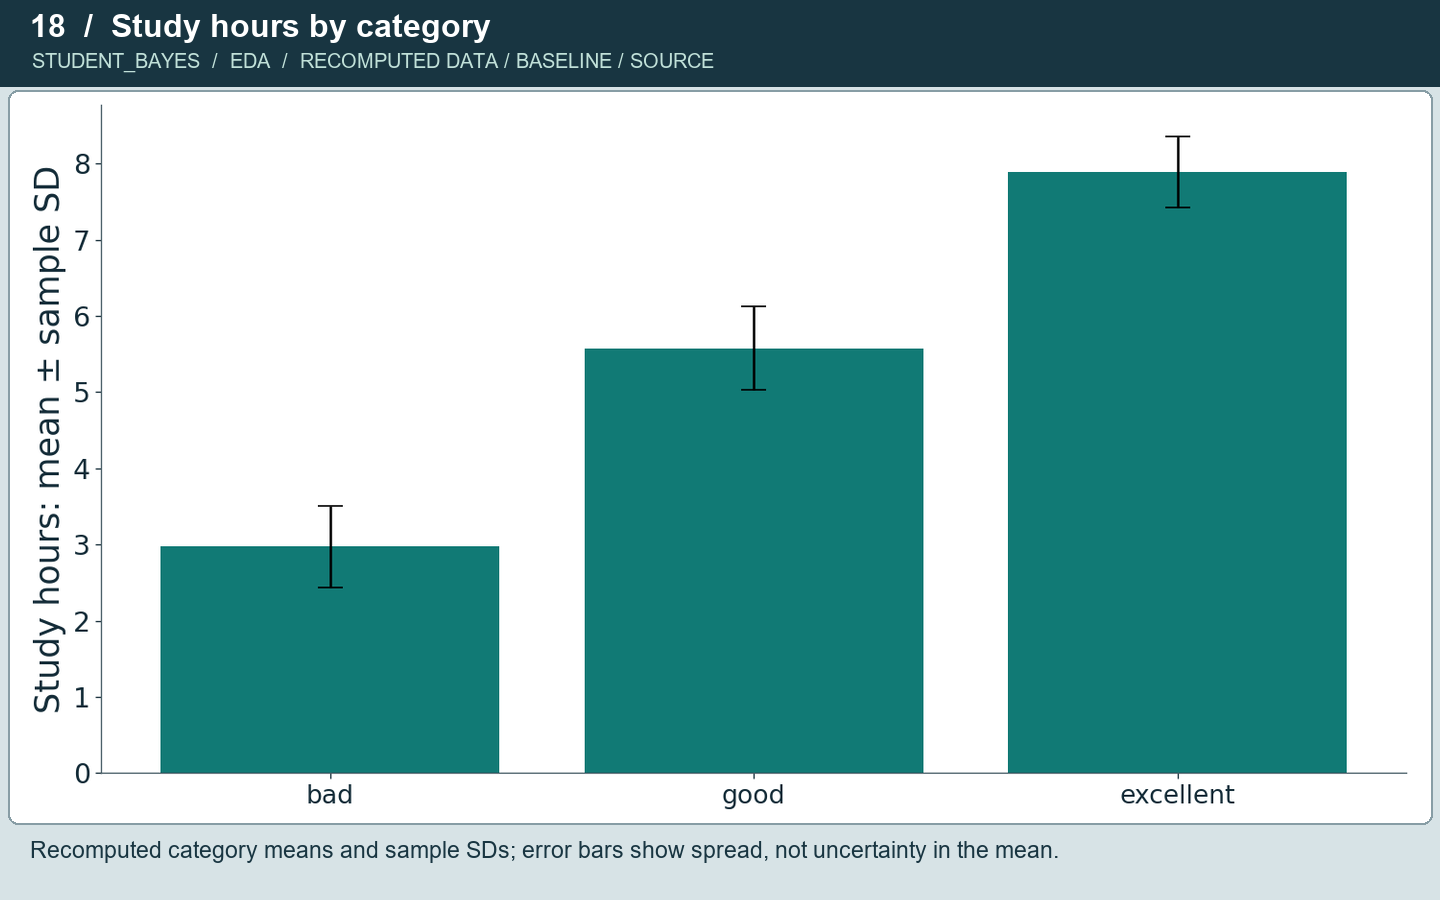 18 / Study hours by category
STUDENT_BAYES / EDA / RECOMPUTED DATA / BASELINE / SOURCE
Study hours: mean ± sample SD
8
7
6
5
4
3
2
1
0
bad good excellent
Recomputed category means and sample SDs; error bars show spread, not uncertainty in the mean.